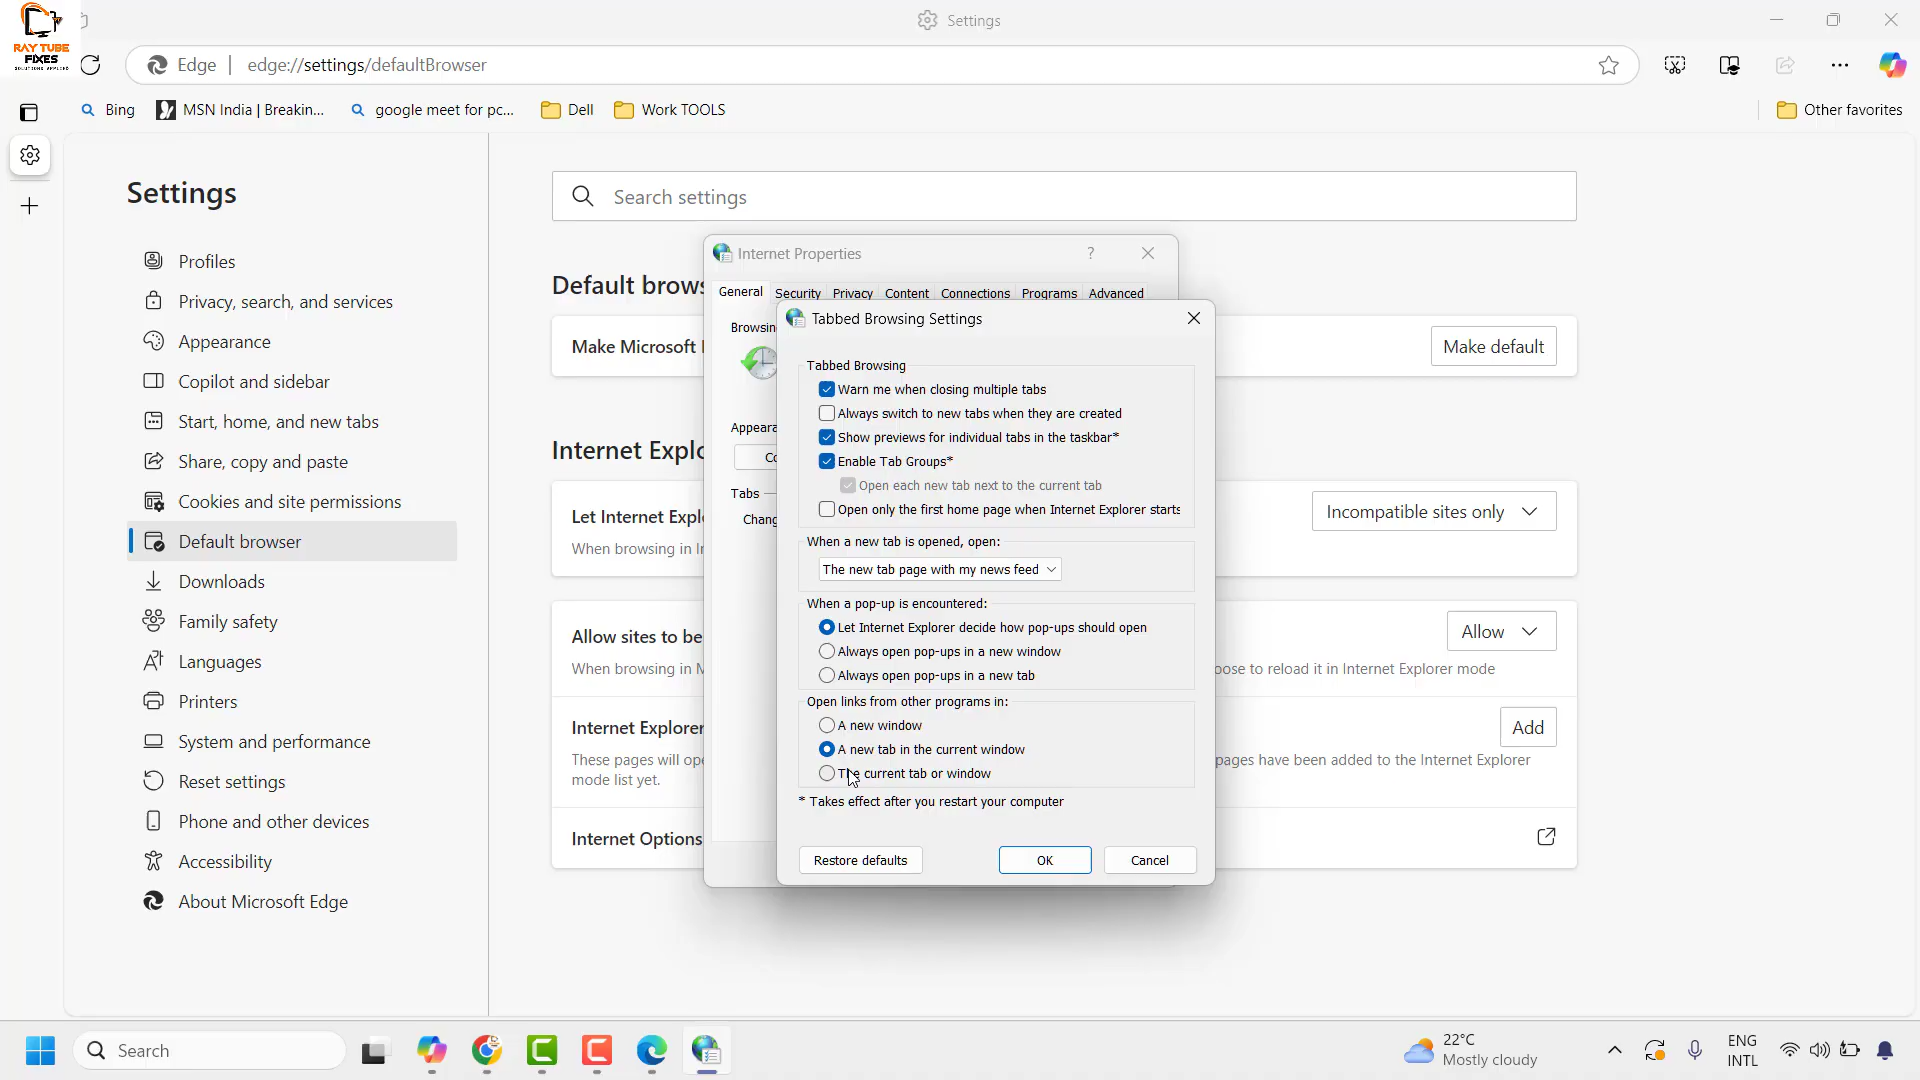 RAY TUBE
FIXES
SOLUTIONS APPLIED
Settings
Edge
edge://settings/defaultBrowser
Bing
MSN India | Breakin...
google meet for pc...
Dell
Work TOOLS
Other favorites
Settings
Profiles
Privacy, search, and services
Appearance
Copilot and sidebar
Start, home, and new tabs
Share, copy and paste
Cookies and site permissions
Default browser
Downloads
Family safety
Languages
Printers
System and performance
Reset settings
Phone and other devices
Accessibility
About Microsoft Edge
Search settings
Default brows
Make Microsoft
Make default
Internet Explo
Let Internet Expl
When browsing in I
Incompatible sites only
Allow sites to be
When browsing in M
oose to reload it in Internet Explorer mode
Allow
Internet Explorer
These pages will ope
mode list yet.
pages have been added to the Internet Explorer
Add
Internet Options
Internet Properties
?
General
Security
Privacy
Content
Connections
Programs
Advanced
Browsin
Appeara
Co
Tabs
Chang
Tabbed Browsing Settings
Tabbed Browsing
Warn me when closing multiple tabs
Always switch to new tabs when they are created
Show previews for individual tabs in the taskbar*
Enable Tab Groups*
Open each new tab next to the current tab
Open only the first home page when Internet Explorer starts
When a new tab is opened, open:
The new tab page with my news feed
When a pop-up is encountered:
Let Internet Explorer decide how pop-ups should open
Always open pop-ups in a new window
Always open pop-ups in a new tab
Open links from other programs in:
A new window
A new tab in the current window
The current tab or window
* Takes effect after you restart your computer
Restore defaults
OK
Cancel
Search
22°C
Mostly cloudy
ENG
INTL